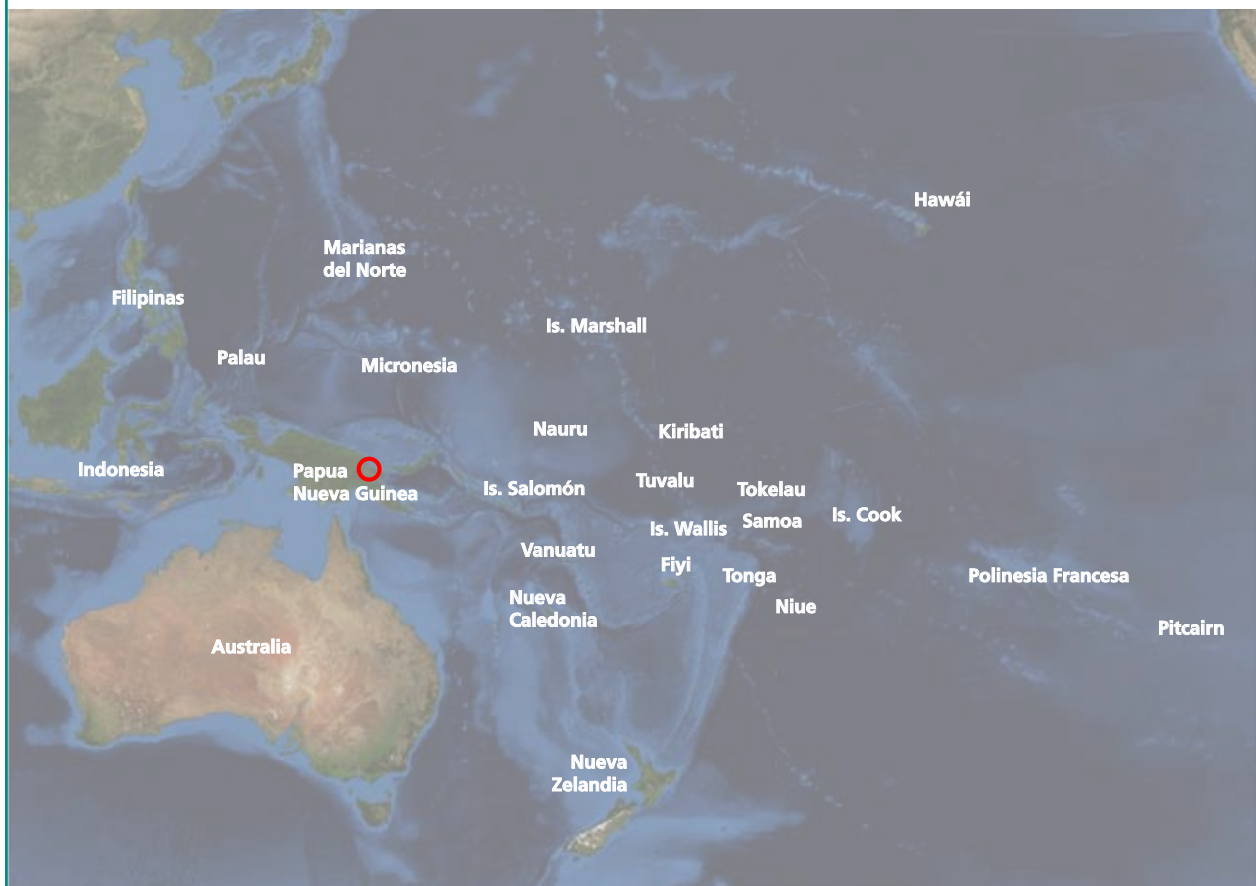 Hawái
Marianas
del Norte
Filipinas
Is. Marshall
Palau
Micronesia
Nauru
Kiribati
Indonesia
Papua
Nueva Guinea
Is. Salomón
Tuvalu
Tokelau
Is. Wallis
Samoa
Is. Cook
Vanuatu
Fiyi
Tonga
Polinesia Francesa
Nueva
Caledonia
Niue
Pitcairn
Australia
Nueva
Zelandia